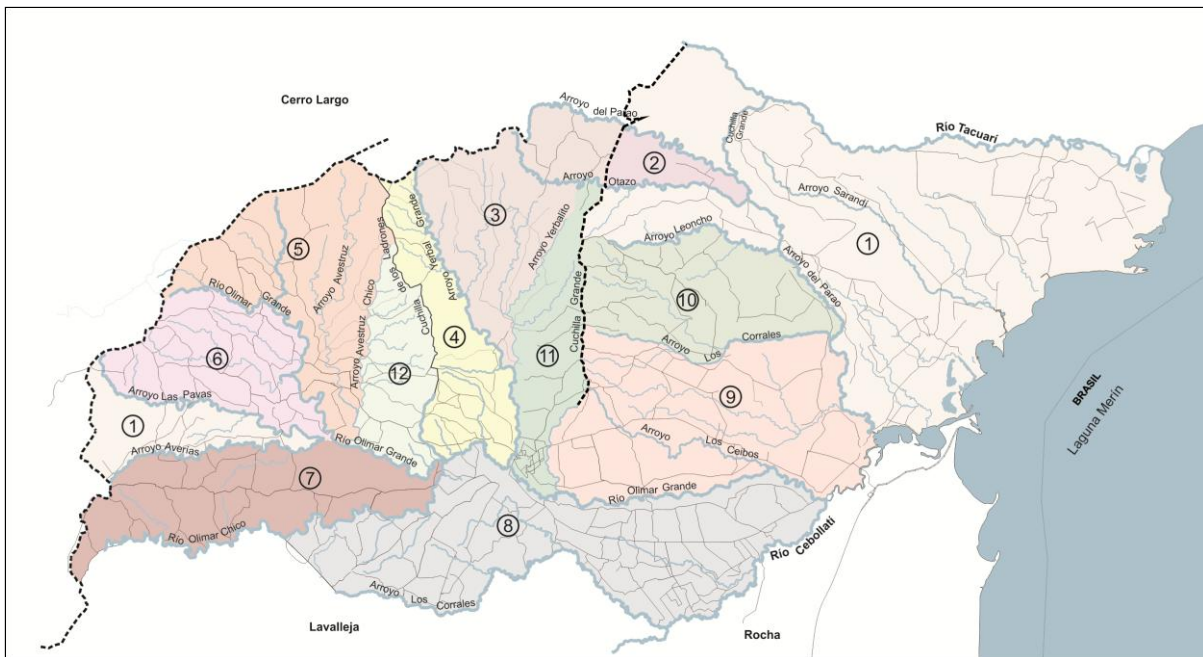 Cerro Largo
Arroyo del Parao
Cuchilla Grande
Río Tacuarí
②
Arroyo Otazo
Arroyo Sarandí
③
⑤
Arroyo Avestruz
Arroyo Avestruz Chico
Cuchilla de los Ladrones
Arroyo Yerbal Grande
Arroyo Yerbalito
Arroyo Leoncho
Arroyo del Parao
①
Río Olimar Grande
⑩
Cuchilla Grande
Arroyo Los Corrales
④
⑥
⑪
⑫
⑨
BRASIL
Laguna Merín
Arroyo Las Pavas
①
Arroyo Averías
Río Olimar Grande
Arroyo Los Ceibos
⑦
Río Olimar Grande
Río Olimar Chico
⑧
Río Cebollatí
Arroyo Los Corrales
Lavalleja
Rocha